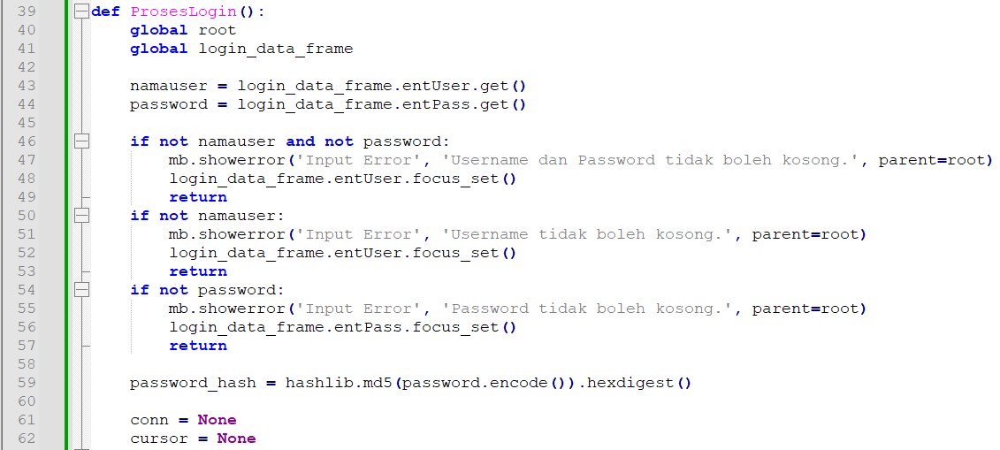 39 def ProsesLogin():
40     global root
41     global login_data_frame
42
43     namauser = login_data_frame.entUser.get()
44     password = login_data_frame.entPass.get()
45
46     if not namauser and not password:
47         mb.showerror('Input Error', 'Username dan Password tidak boleh kosong.', parent=root)
48         login_data_frame.entUser.focus_set()
49         return
50     if not namauser:
51         mb.showerror('Input Error', 'Username tidak boleh kosong.', parent=root)
52         login_data_frame.entUser.focus_set()
53         return
54     if not password:
55         mb.showerror('Input Error', 'Password tidak boleh kosong.', parent=root)
56         login_data_frame.entPass.focus_set()
57         return
58
59     password_hash = hashlib.md5(password.encode()).hexdigest()
60
61     conn = None
62     cursor = None